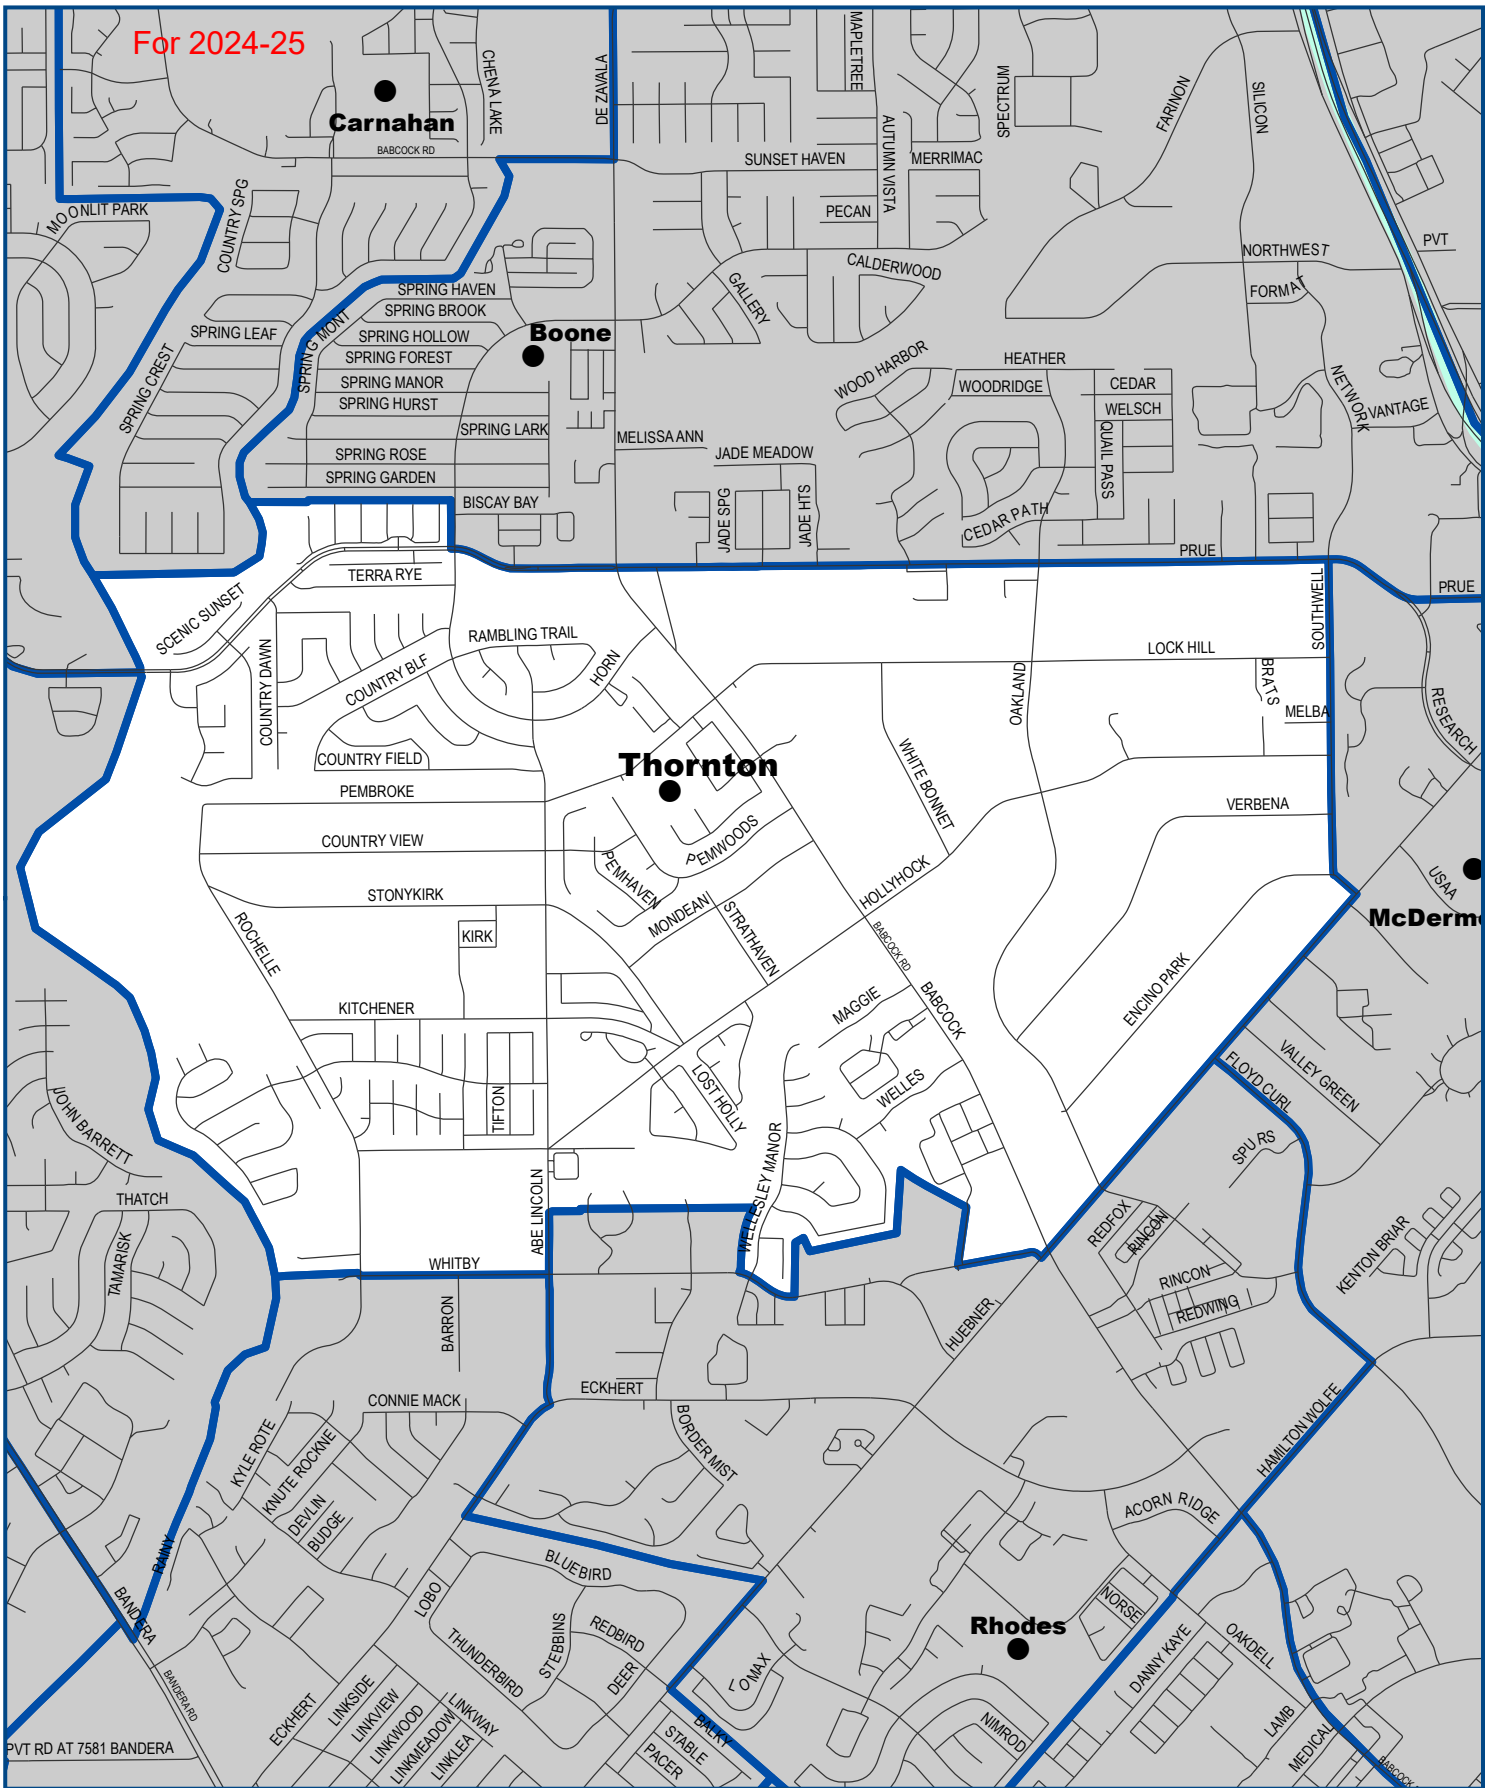 For 2024-25
CHENA LAKE
DE ZAVALA
MAPLETREE
SPECTRUM
FARINON
SILICON
Carnahan
BABCOCK RD
AUTUMN VISTA
SUNSET HAVEN
MERRIMAC
MOONLIT PARK
COUNTRY SPG
PECAN
PVT
NORTHWEST
CALDERWOOD
FORMAT
GALLERY
SPRING HAVEN
SPRING BROOK
SPRING LEAF
SPRING MONT
SPRING HOLLOW
Boone
SPRING FOREST
HEATHER
WOOD HARBOR
SPRING CREST
SPRING MANOR
WOODRIDGE
CEDAR
NETWORK
SPRING HURST
WELSCH
VANTAGE
SPRING LARK
MELISSA ANN
QUAIL PASS
SPRING ROSE
JADE MEADOW
SPRING GARDEN
BISCAY BAY
JADE SPG
JADE HTS
CEDAR PATH
PRUE
TERRA RYE
PRUE
SOUTHWELL
SCENIC SUNSET
RAMBLING TRAIL
LOCK HILL
COUNTRY DAWN
COUNTRY BLF
HORN
OAKLAND
BRATS
MELBA
RESEARCH
COUNTRY FIELD
Thornton
WHITE BONNET
PEMBROKE
VERBENA
COUNTRY VIEW
PEMWOODS
PEMHAVEN
HOLLYHOCK
USAA
STONYKIRK
MONDEAN
STRATHAVEN
McDerm
KIRK
ROCHELLE
BABCOCK RD
ENCINO PARK
KITCHENER
MAGGIE
BABCOCK
VALLEY GREEN
FLOYD CURL
JOHN BARRETT
TIFTON
LOST HOLLY
WELLES
SPURS
THATCH
ABE LINCOLN
WELLESLEY MANOR
REDFOX
RINCON
KENTON BRIAR
TAMARISK
WHITBY
RINCON
REDWING
BARRON
HUEBNER
ECKHERT
CONNIE MACK
HAMILTON WOLFE
KYLE ROTE
KNUTE ROCKNE
BORDER MIST
DEVLIN
BUDGE
ACORN RIDGE
RAINY
BLUEBIRD
BANDERA
LOBO
NORSE
STEBBINS
REDBIRD
Rhodes
THUNDERBIRD
DEER
OAKDELL
DANNY KAYE
LOMAX
BANDERA RD
ECKHERT
LINKSIDE
LINKVIEW
LINKWOOD
LINKMEADOW
LINKWAY
LINKLEA
BALKY
STABLE
PACER
NIMROD
LAMB
MEDICAL
PVT RD AT 7581 BANDERA
BABCOCK